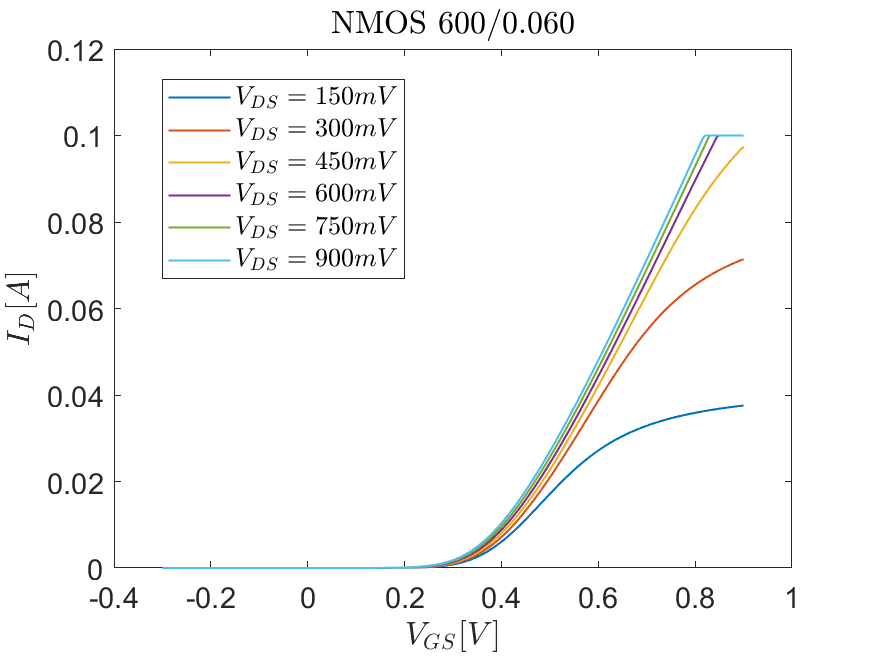 NMOS 600/0.060
0.12
0.1
0.08
0.06
0.04
0.02
0
V_DS = 150mV
V_DS = 300mV
V_DS = 450mV
V_DS = 600mV
V_DS = 750mV
V_DS = 900mV
I_D[A]
-0.4 -0.2 0 0.2 0.4 0.6 0.8 1
V_GS[V]